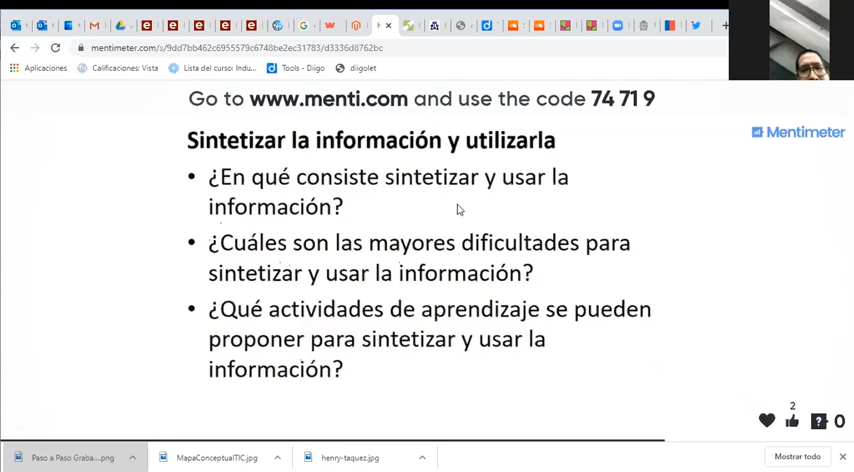 mentimeter.com/s/9dd7bb462c6955579c6748be2ec31783/d3336d8762bc
Aplicaciones Calificaciones: Vista Lista del curso: Indu... Tools - Diigo diigolet
Go to www.menti.com and use the code 74 71 9
Mentimeter
Sintetizar la información y utilizarla
• ¿En qué consiste sintetizar y usar la
información?
• ¿Cuáles son las mayores dificultades para
sintetizar y usar la información?
• ¿Qué actividades de aprendizaje se pueden
proponer para sintetizar y usar la
información?
2
0
Paso a Paso Graba....png MapaConceptualTIC.jpg henry-taquez.jpg Mostrar todo